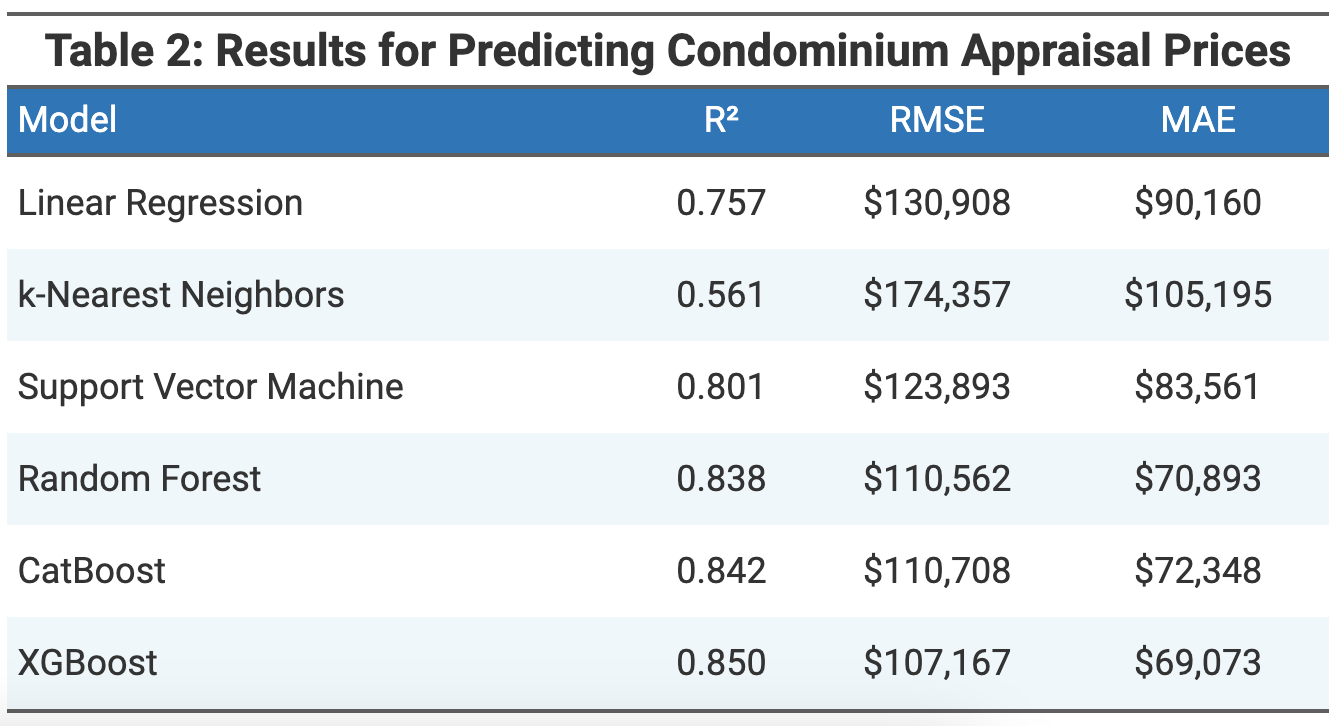 Table 2: Results for Predicting Condominium Appraisal Prices
Model R² RMSE MAE
Linear Regression 0.757 $130,908 $90,160
k-Nearest Neighbors 0.561 $174,357 $105,195
Support Vector Machine 0.801 $123,893 $83,561
Random Forest 0.838 $110,562 $70,893
CatBoost 0.842 $110,708 $72,348
XGBoost 0.850 $107,167 $69,073